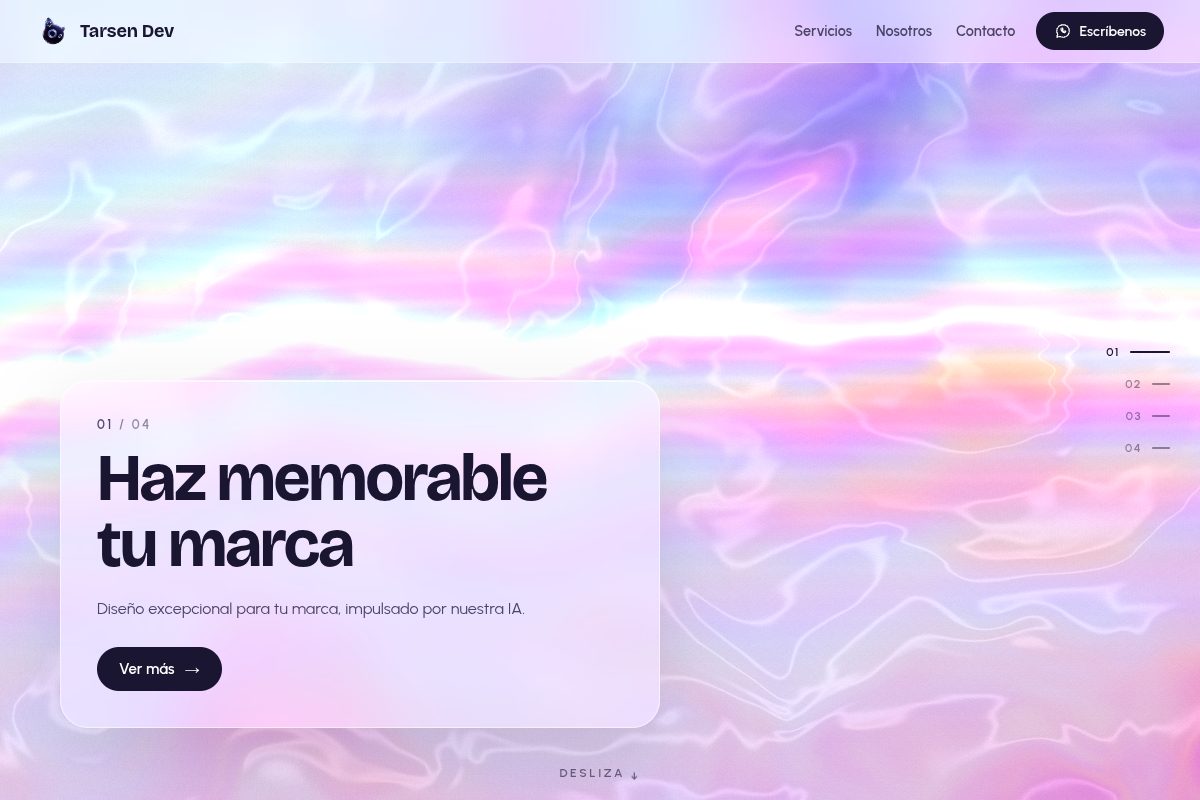 Tarsen Dev
Servicios
Nosotros
Contacto
Escríbenos
01
02
03
04
01 / 04
Haz memorable
tu marca
Diseño excepcional para tu marca, impulsado por nuestra IA.
Ver más →
DESLIZA ↓